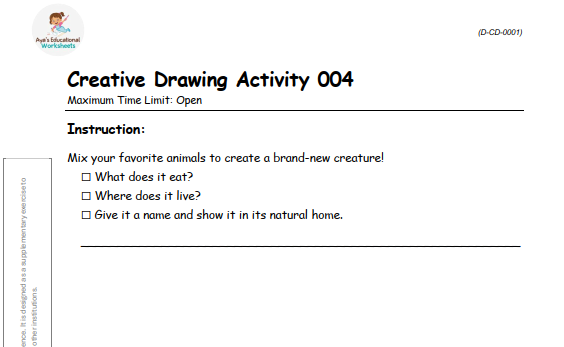 Aya's Educational
Worksheets
(D-CD-0001)
Creative Drawing Activity 004
Maximum Time Limit: Open
Instruction:
Mix your favorite animals to create a brand-new creature!
☐ What does it eat?
☐ Where does it live?
☐ Give it a name and show it in its natural home.
ence. It is designed as a supplementary exercise to
other institutions.